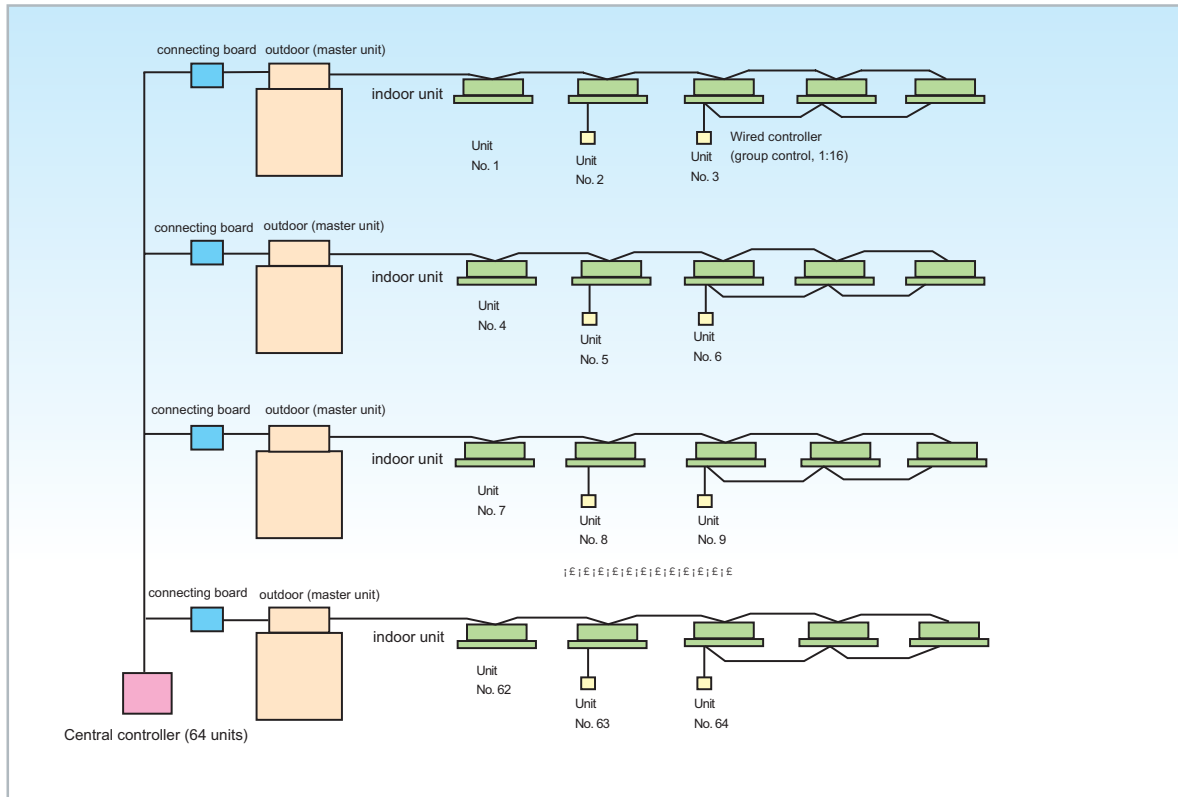 connecting board
outdoor (master unit)
indoor unit
Unit
No. 1
Unit
No. 2
Unit
No. 3
Wired controller
(group control, 1:16)
connecting board
outdoor (master unit)
indoor unit
Unit
No. 4
Unit
No. 5
Unit
No. 6
connecting board
outdoor (master unit)
indoor unit
Unit
No. 7
Unit
No. 8
Unit
No. 9
¡£¡£¡£¡£¡£¡£¡£¡£¡£¡£¡£¡£
connecting board
outdoor (master unit)
indoor unit
Unit
No. 62
Unit
No. 63
Unit
No. 64
Central controller (64 units)